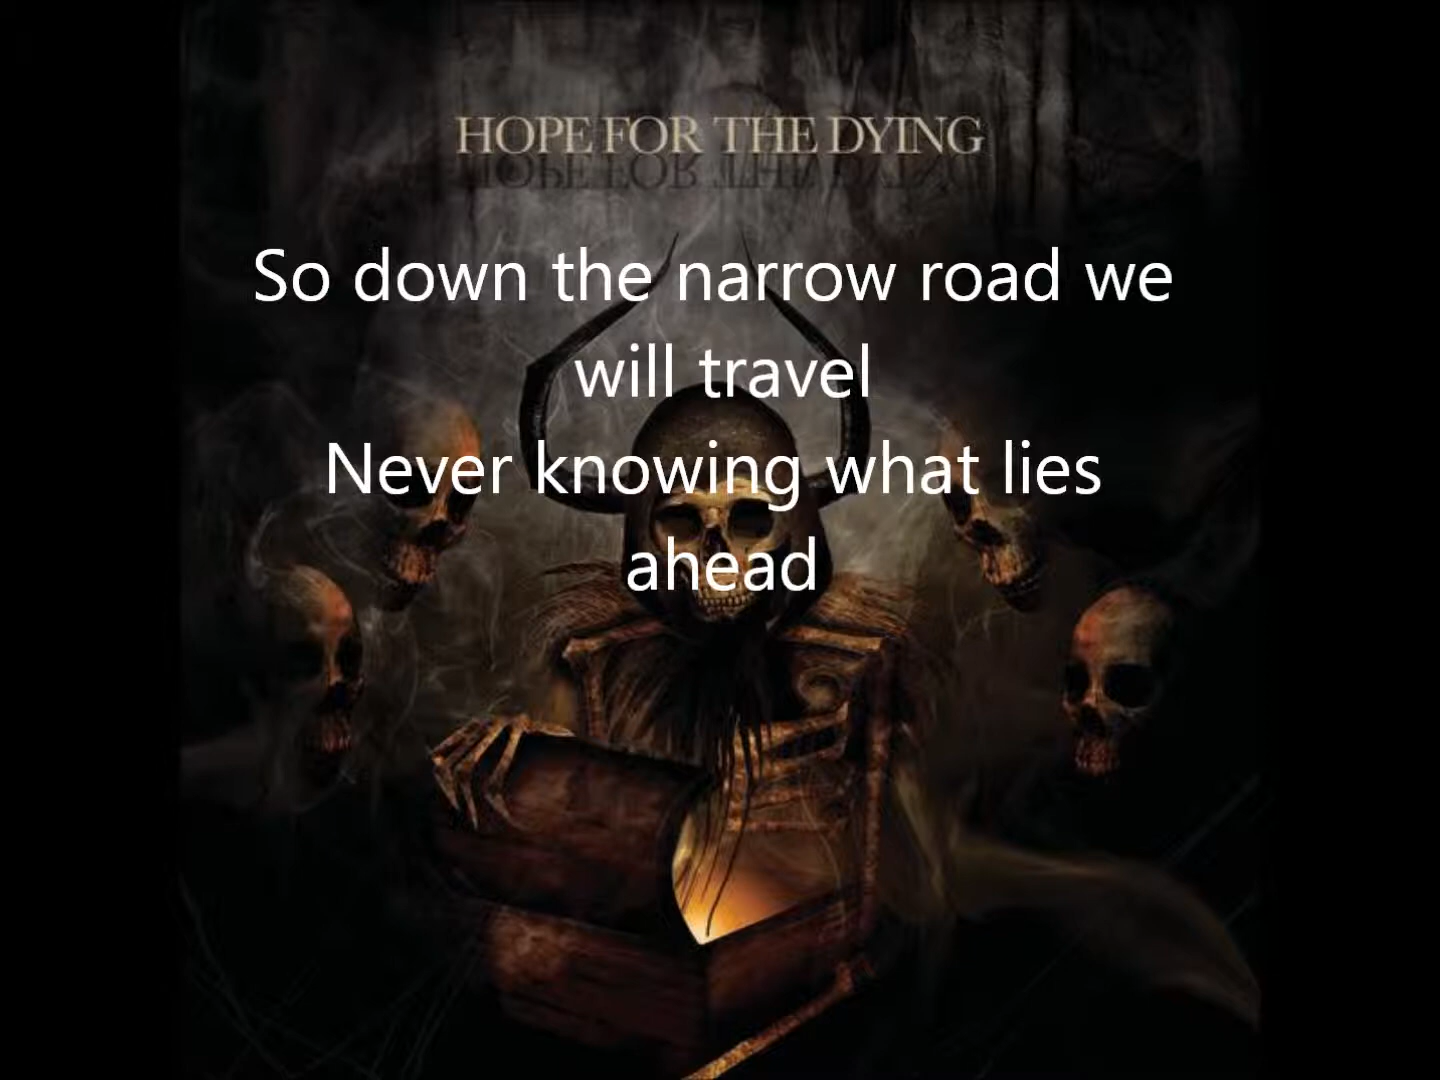 HOPE FOR THE DYING
So down the narrow road we
will travel
Never knowing what lies
ahead